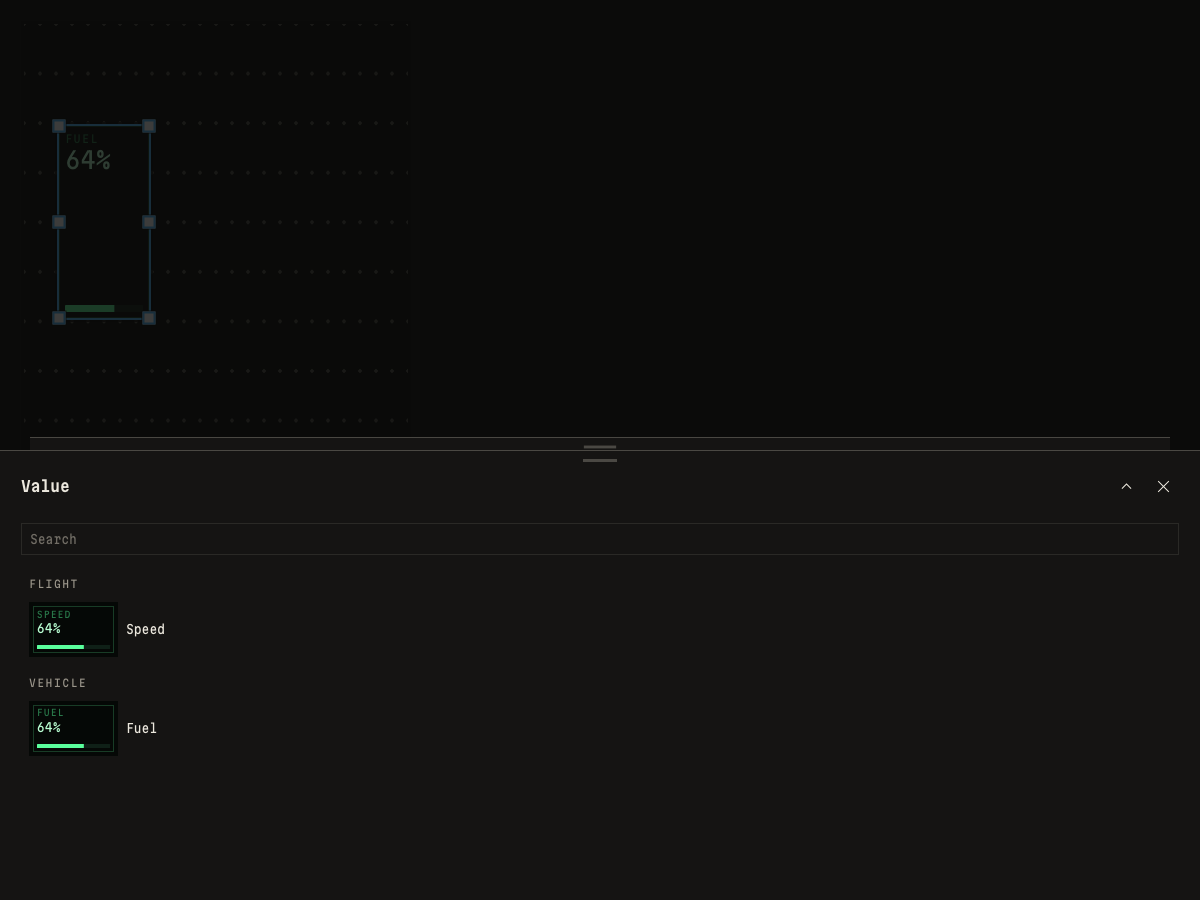 FUEL
64%
Value
Search
FLIGHT
SPEED
64%
Speed
VEHICLE
FUEL
64%
Fuel